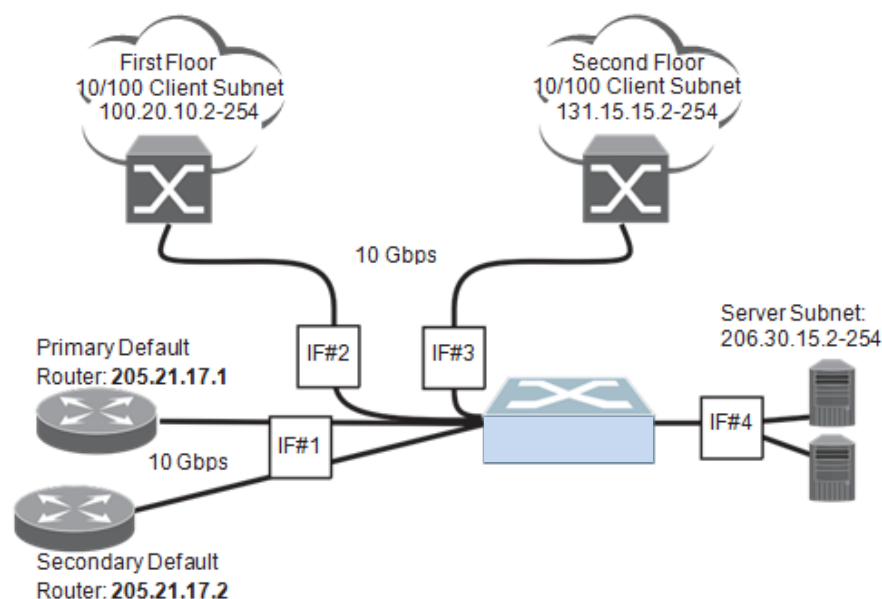 First Floor
10/100 Client Subnet
100.20.10.2-254
Second Floor
10/100 Client Subnet
131.15.15.2-254
10 Gbps
IF#2
IF#3
Server Subnet:
206.30.15.2-254
Primary Default
Router: 205.21.17.1
IF#1
IF#4
10 Gbps
Secondary Default
Router: 205.21.17.2